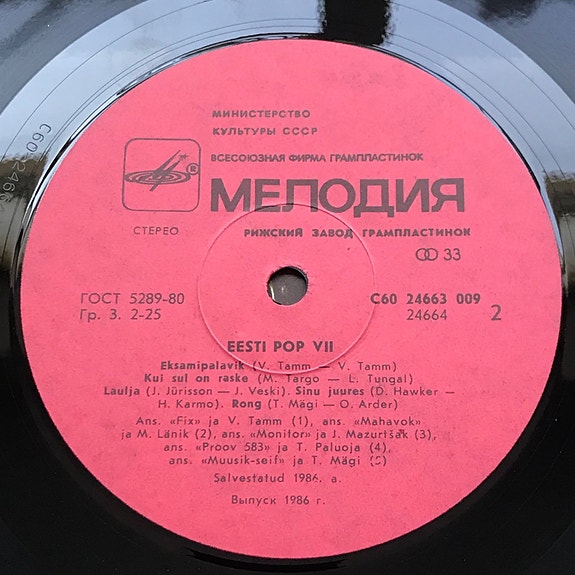 МИНИСТЕРСТВО
КУЛЬТУРЫ СССР
ВСЕСОЮЗНАЯ ФИРМА ГРАМПЛАСТИНОК
МЕЛОДИЯ
®
СТЕРЕО
РИЖСКИЙ ЗАВОД ГРАМПЛАСТИНОК
33
ГОСТ 5289-80
Гр. 3. 2-25
C60 24663 009
24664 2
EESTI POP VII
Eksamipalavik (V. Tamm — V. Tamm)
Kui sul on raske (M. Targo — L. Tungal)
Laulja (J. Jürisson — J. Veski). Sinu juures (D. Hawker —
H. Karmo). Rong (T. Mägi — O. Arder)
Ans. «Fix» ja V. Tamm (1), ans. «Mahavok»
ja M. Länik (2), ans. «Monitor» ja J. Mazurtšak (3),
ans. «Proov 583» ja T. Paluoja (4),
ans. «Muusik-seif» ja T. Mägi
Salvestatud 1986. a.
Выпуск 1986 г.